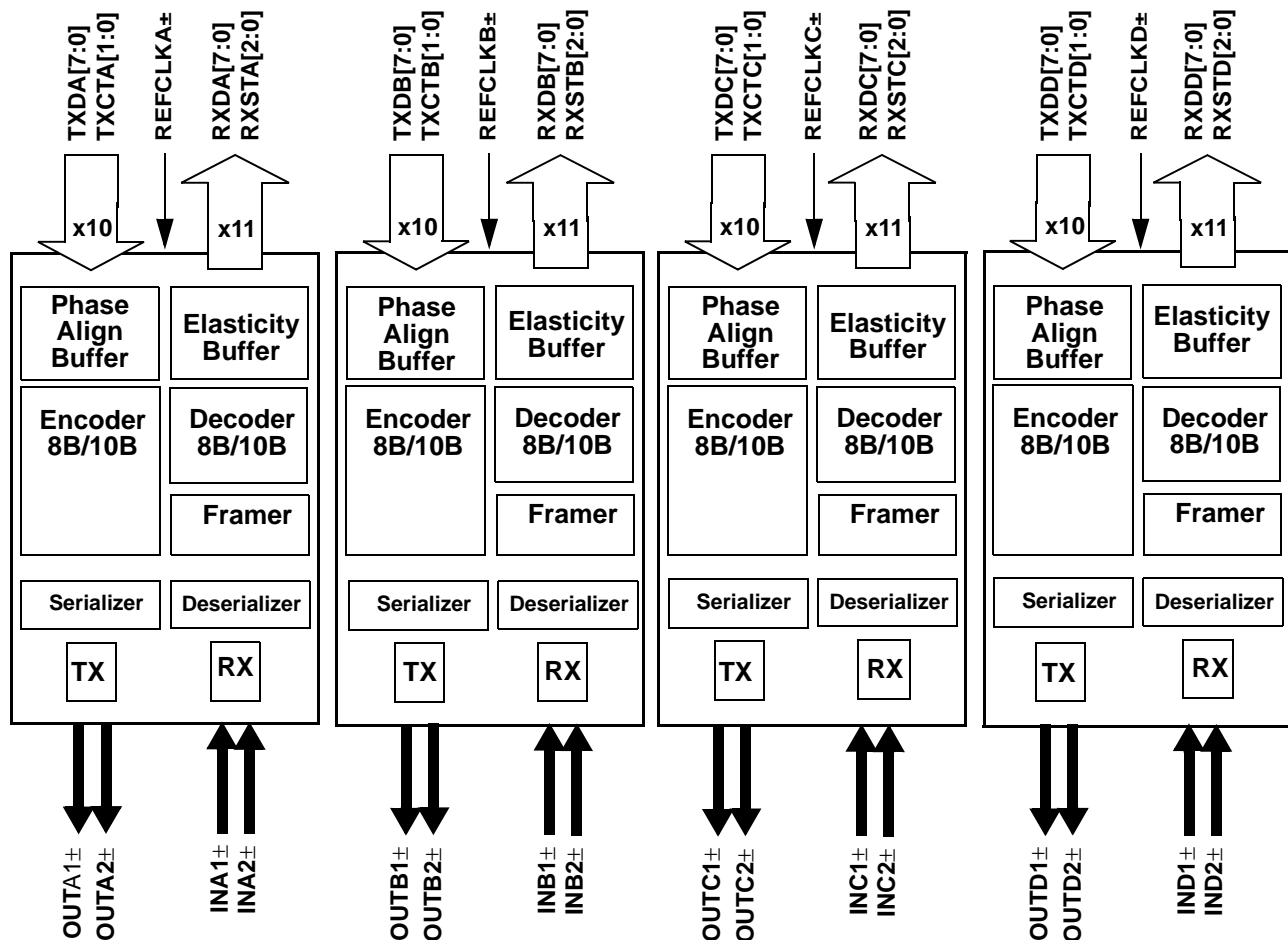 TXDA[7:0]
TXCTA[1:0]
REFCLKA±
RXDA[7:0]
RXSTA[2:0]
TXDB[7:0]
TXCTB[1:0]
REFCLKB±
RXDB[7:0]
RXSTB[2:0]
TXDC[7:0]
TXCTC[1:0]
REFCLKC±
RXDC[7:0]
RXSTC[2:0]
TXDD[7:0]
TXCTD[1:0]
REFCLKD±
RXDD[7:0]
RXSTD[2:0]
x10
x11
x10
x11
x10
x11
x10
x11
Phase
Align
Buffer
Elasticity
Buffer
Phase
Align
Buffer
Elasticity
Buffer
Phase
Align
Buffer
Elasticity
Buffer
Phase
Align
Buffer
Elasticity
Buffer
Encoder
8B/10B
Decoder
8B/10B
Encoder
8B/10B
Decoder
8B/10B
Encoder
8B/10B
Decoder
8B/10B
Encoder
8B/10B
Decoder
8B/10B
Framer
Framer
Framer
Framer
Serializer
Deserializer
Serializer
Deserializer
Serializer
Deserializer
Serializer
Deserializer
TX
RX
TX
RX
TX
RX
TX
RX
OUTA1±
OUTA2±
INA1±
INA2±
OUTB1±
OUTB2±
INB1±
INB2±
OUTC1±
OUTC2±
INC1±
INC2±
OUTD1±
OUTD2±
IND1±
IND2±